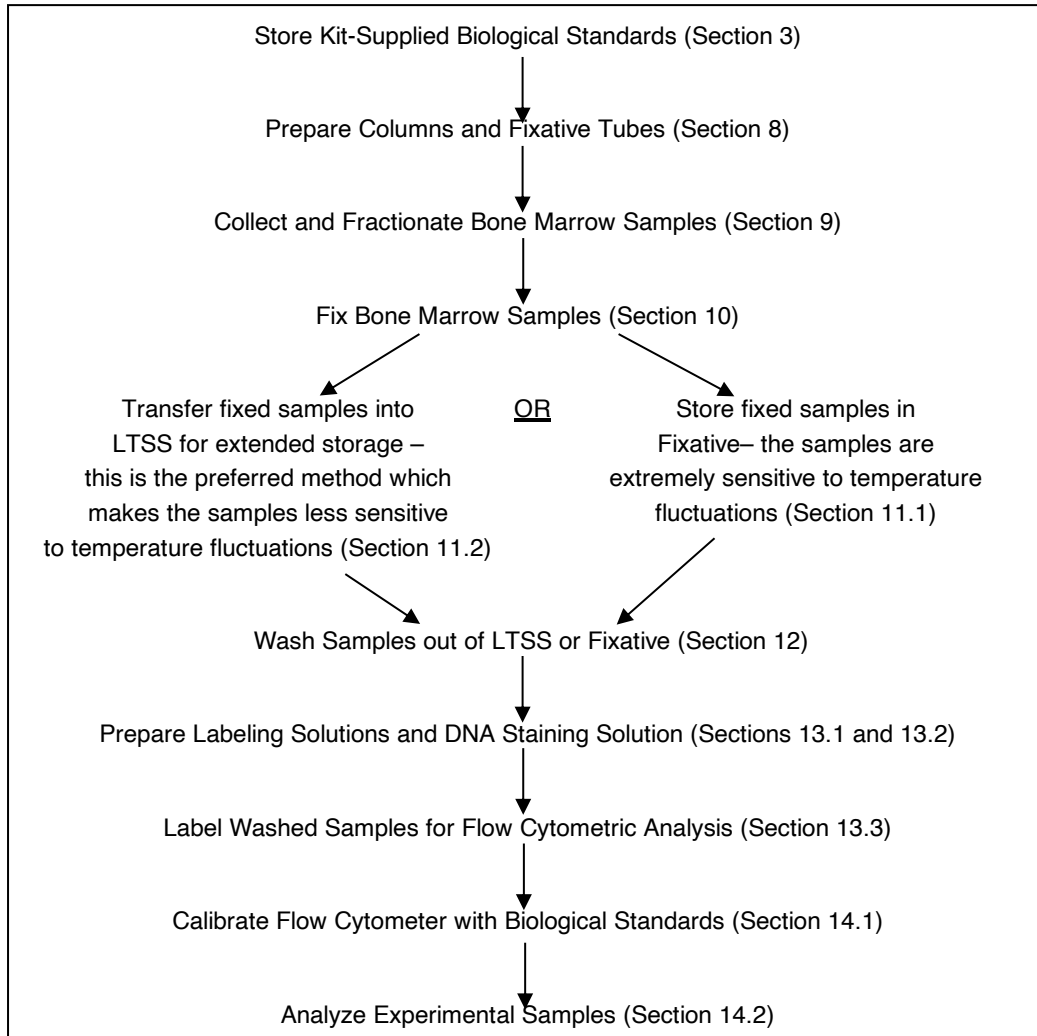 Store Kit-Supplied Biological Standards (Section 3)
Prepare Columns and Fixative Tubes (Section 8)
Collect and Fractionate Bone Marrow Samples (Section 9)
Fix Bone Marrow Samples (Section 10)
Transfer fixed samples into
LTSS for extended storage –
this is the preferred method which
makes the samples less sensitive
to temperature fluctuations (Section 11.2)
OR
Store fixed samples in
Fixative– the samples are
extremely sensitive to temperature
fluctuations (Section 11.1)
Wash Samples out of LTSS or Fixative (Section 12)
Prepare Labeling Solutions and DNA Staining Solution (Sections 13.1 and 13.2)
Label Washed Samples for Flow Cytometric Analysis (Section 13.3)
Calibrate Flow Cytometer with Biological Standards (Section 14.1)
Analyze Experimental Samples (Section 14.2)